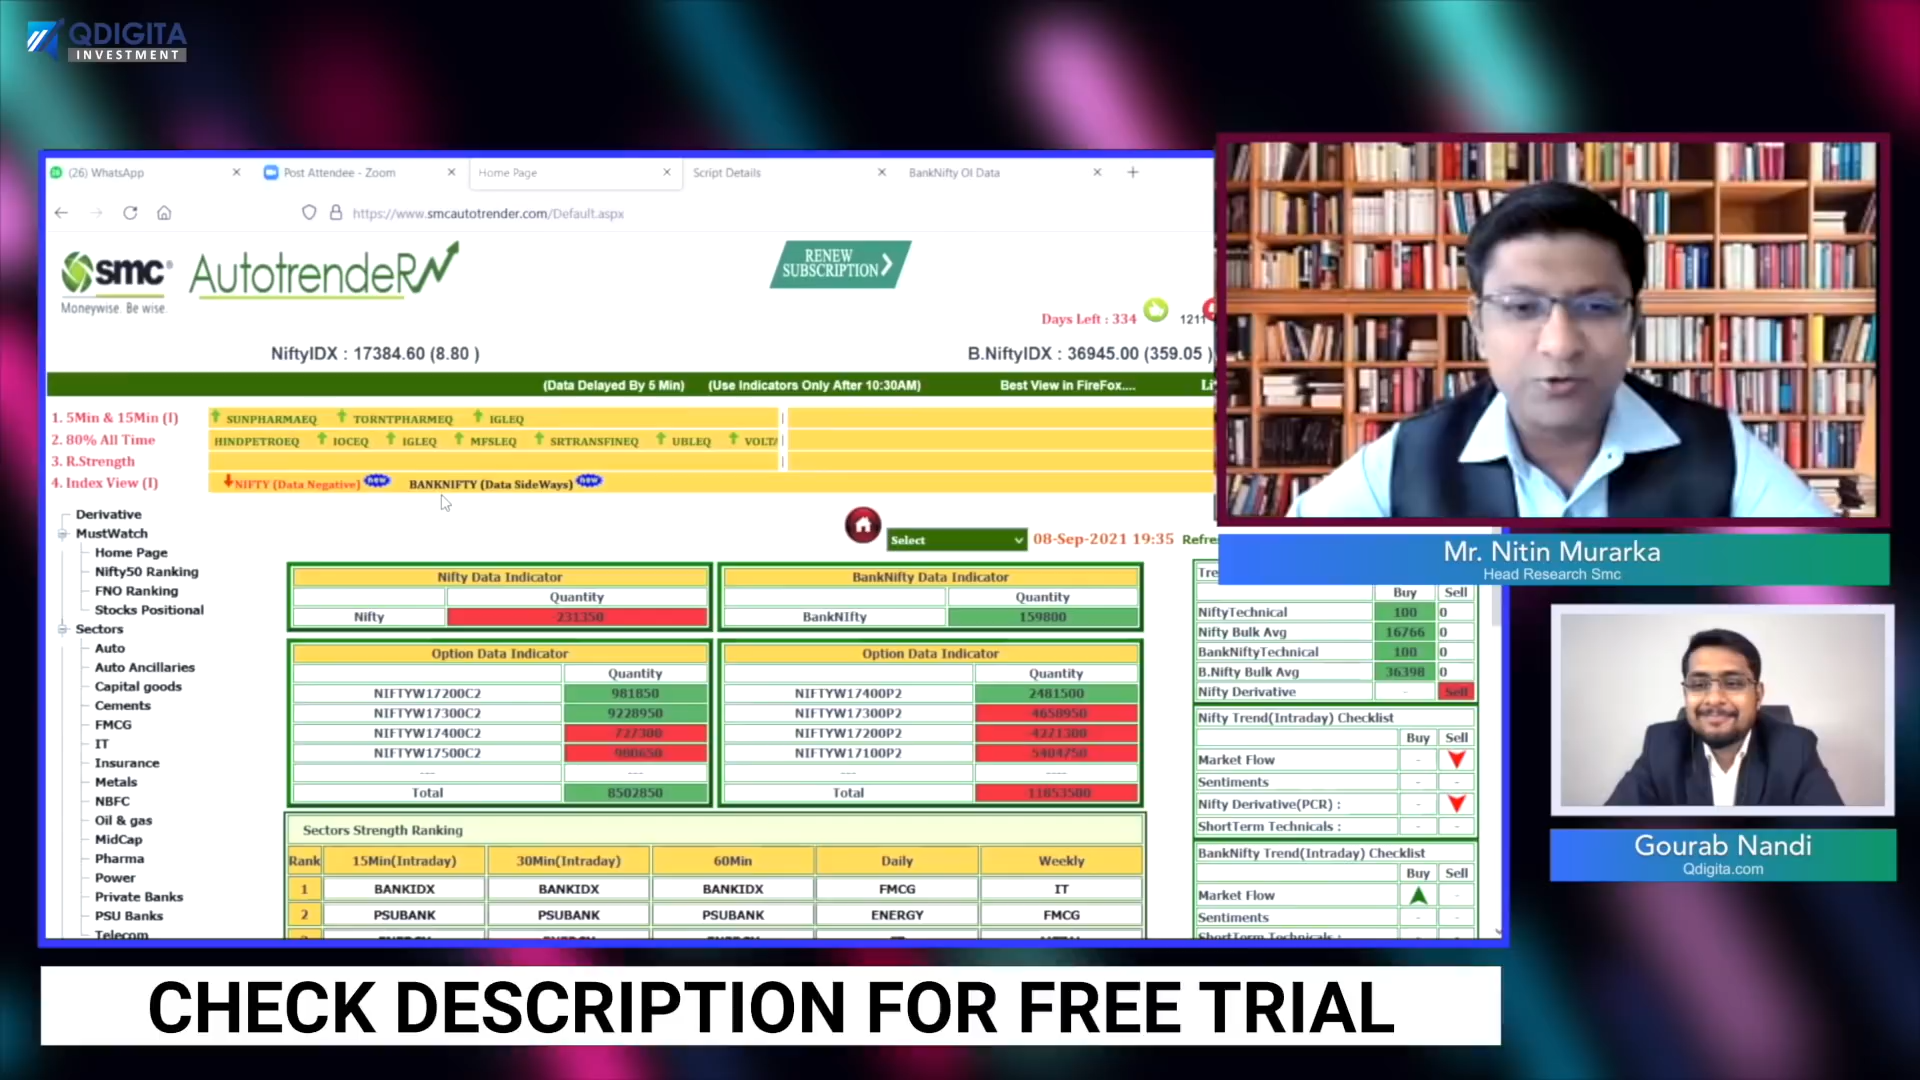 QDIGITA
INVESTMENT
(26) WhatsApp
Post Attendee - Zoom
Home Page
Script Details
BankNifty OI Data
https://www.smcautotrender.com/Default.aspx
smc
Moneywise. Be wise.
AutotrendeR
RENEW
SUBSCRIPTION
Days Left : 334
1211
NiftyIDX : 17384.60 (8.80 )
B.NiftyIDX : 36945.00 (359.05 )
(Data Delayed By 5 Min) (Use Indicators Only After 10:30AM) Best View in FireFox....
1. 5Min & 15Min (I)
SUNPHARMAEQ TORNTPHARMEQ IGLEQ
2. 80% All Time
HINDPETROEQ IOCEQ IGLEQ MFSLEQ SRTRANSFINEQ UBLEQ
3. R.Strength
4. Index View (I)
NIFTY (Data Negative) new BANKNIFTY (Data SideWays) new
Derivative
MustWatch
Home Page
Nifty50 Ranking
FNO Ranking
Stocks Positional
Sectors
Auto
Auto Ancillaries
Capital goods
Cements
FMCG
IT
Insurance
Metals
NBFC
Oil & gas
MidCap
Pharma
Power
Private Banks
PSU Banks
Telecom
Select
08-Sep-2021 19:35
Nifty Data Indicator
Quantity
Nifty 231350
BankNifty Data Indicator
Quantity
BankNIfty 159800
Option Data Indicator
Quantity
NIFTYW17200C2 981850
NIFTYW17300C2 9228950
NIFTYW17400C2
NIFTYW17500C2
--- ---
Total 8502850
Option Data Indicator
Quantity
NIFTYW17400P2 2481500
NIFTYW17300P2
NIFTYW17200P2
NIFTYW17100P2
--- ----
Total
Sectors Strength Ranking
Rank 15Min(Intraday) 30Min(Intraday) 60Min Daily Weekly
1 BANKIDX BANKIDX BANKIDX FMCG IT
2 PSUBANK PSUBANK PSUBANK ENERGY FMCG
Buy Sell
NiftyTechnical 100 0
Nifty Bulk Avg 16766 0
BankNiftyTechnical 100 0
B.Nifty Bulk Avg 36398 0
Nifty Derivative - Sell
Nifty Trend(Intraday) Checklist
Buy Sell
Market Flow -
Sentiments - -
Nifty Derivative(PCR) : -
ShortTerm Technicals : - -
BankNifty Trend(Intraday) Checklist
Buy Sell
Market Flow -
Sentiments - -
Mr. Nitin Murarka
Head Research Smc
Gourab Nandi
Qdigita.com
CHECK DESCRIPTION FOR FREE TRIAL